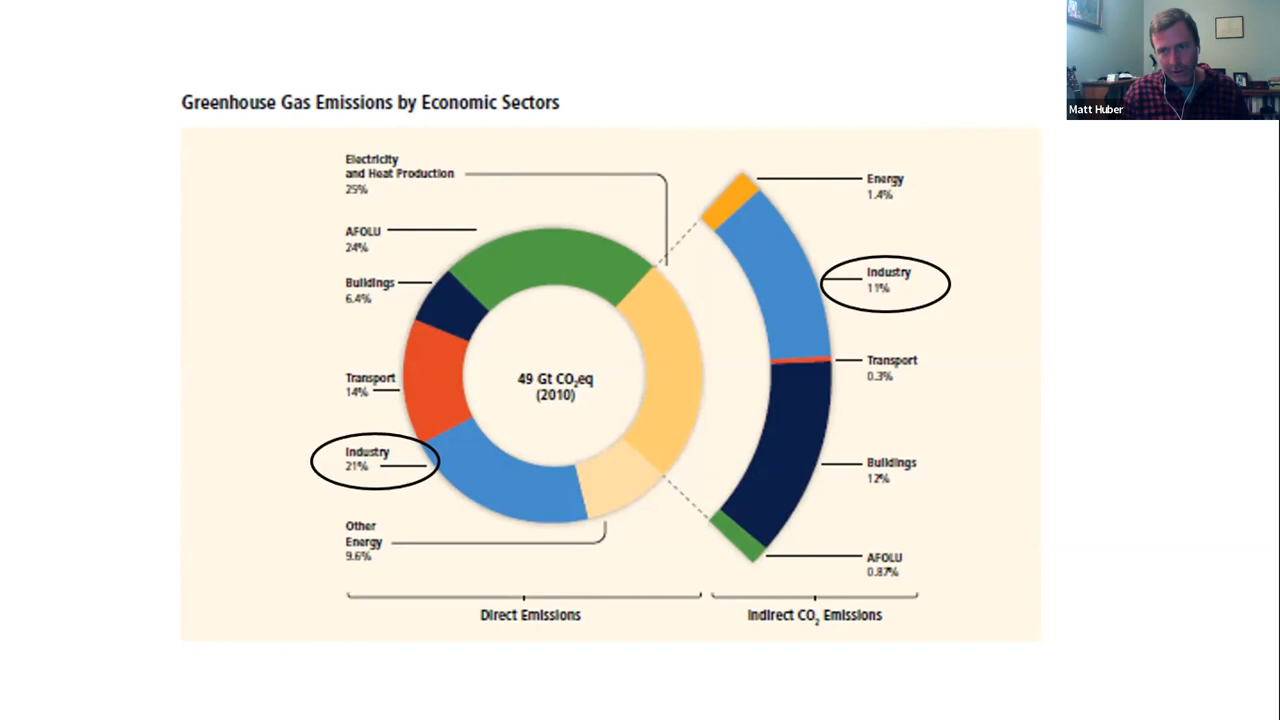 Matt Huber
Greenhouse Gas Emissions by Economic Sectors
Electricity
and Heat Production
25%
AFOLU
24%
Buildings
6.4%
Transport
14%
Industry
21%
Other
Energy
9.6%
49 Gt CO₂eq
(2010)
Energy
1.4%
Industry
11%
Transport
0.3%
Buildings
12%
AFOLU
0.87%
Direct Emissions
Indirect CO₂ Emissions